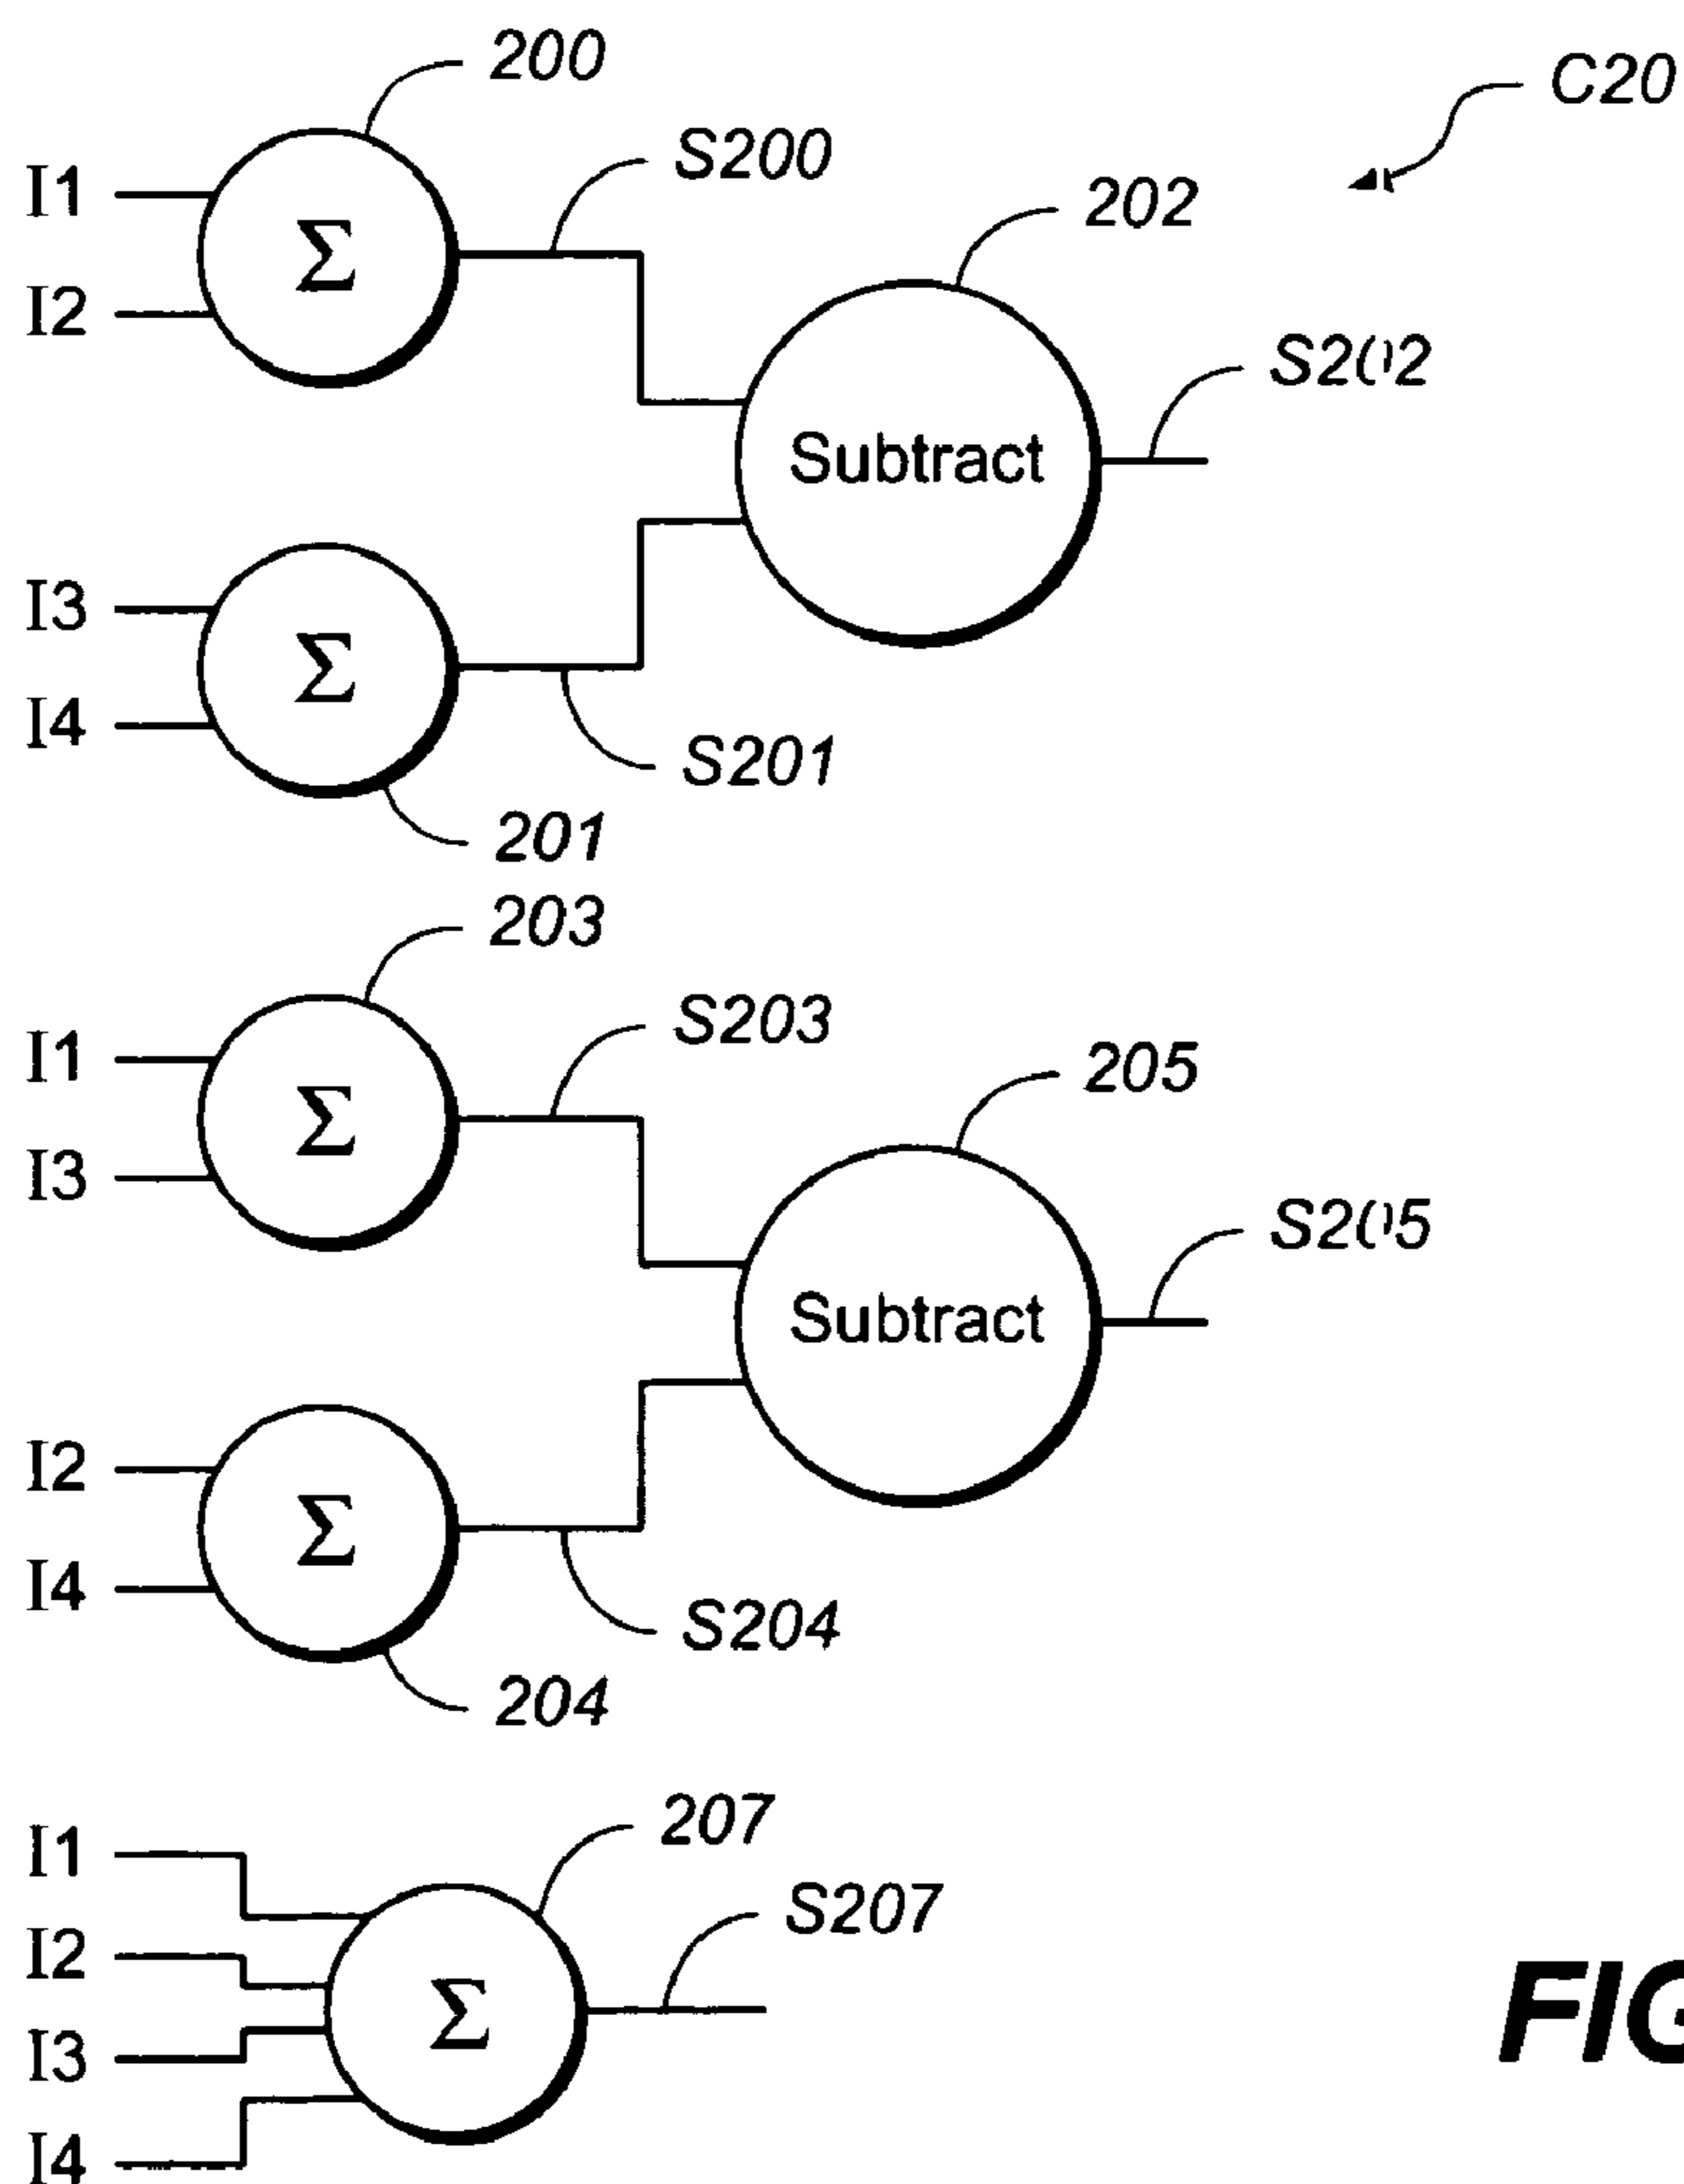 200
C20
S200
I1
202
Σ
I2
S202
Subtract
I3
Σ
I4
S201
201
203
S203
I1
205
Σ
I3
S205
Subtract
I2
Σ
I4
S204
204
207
I1
S207
I2
Σ
I3
I4
FIG